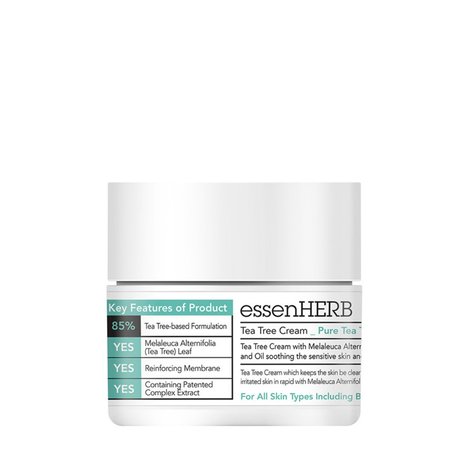 Key Features of Product
85% Tea Tree-based Formulation
YES Melaleuca Alternifolia
(Tea Tree) Leaf
YES Reinforcing Membrane
YES Containing Patented
Complex Extract
essenHERB
Tea Tree Cream _ Pure Tea T
Tea Tree Cream with Melaleuca Altern
and Oil soothing the sensitive skin an
Tea Tree Cream which keeps the skin be clea
irritated skin in rapid with Melaleuca Alternifol
For All Skin Types Including B